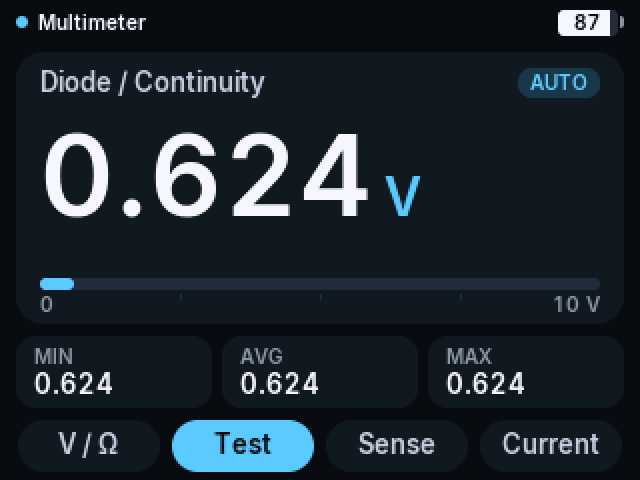 Multimeter
87
Diode / Continuity
AUTO
0.624 V
0
10 V
MIN
0.624
AVG
0.624
MAX
0.624
V / Ω
Test
Sense
Current